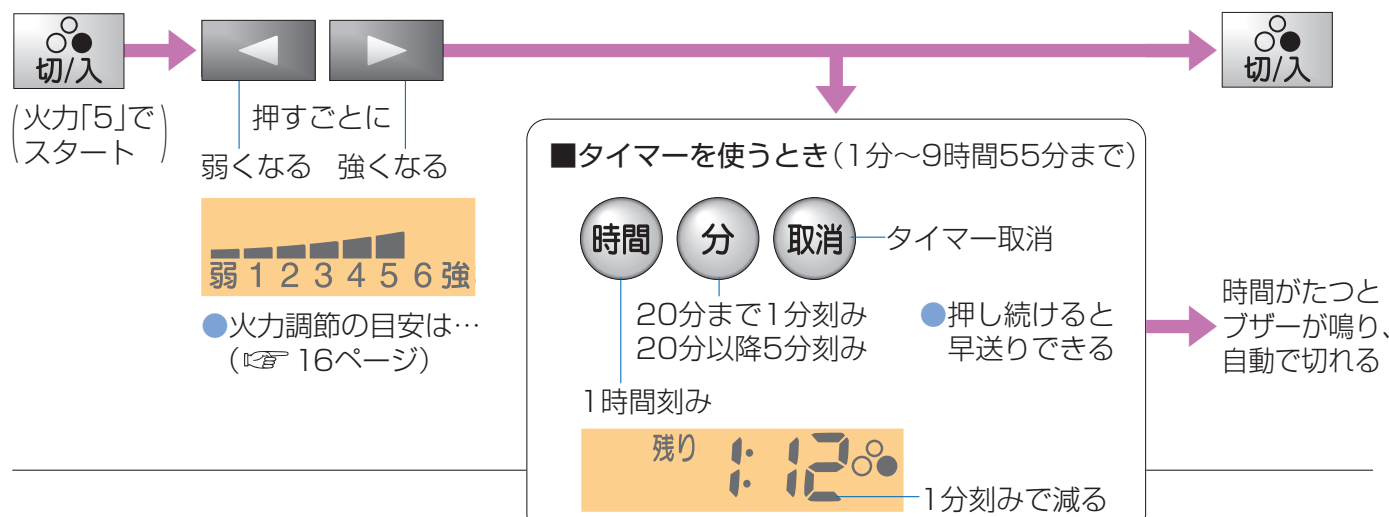 切/入
(火力「5」で
スタート)
押すごとに
弱くなる 強くなる
弱 1 2 3 4 5 6 強
●火力調節の目安は…
(☞ 16ページ)
■タイマーを使うとき(1分〜9時間55分まで)
時間 分 取消 タイマー取消
20分まで1分刻み
20分以降5分刻み
●押し続けると
早送りできる
1時間刻み
残り 1:12
1分刻みで減る
切/入
時間がたつと
ブザーが鳴り、
自動で切れる